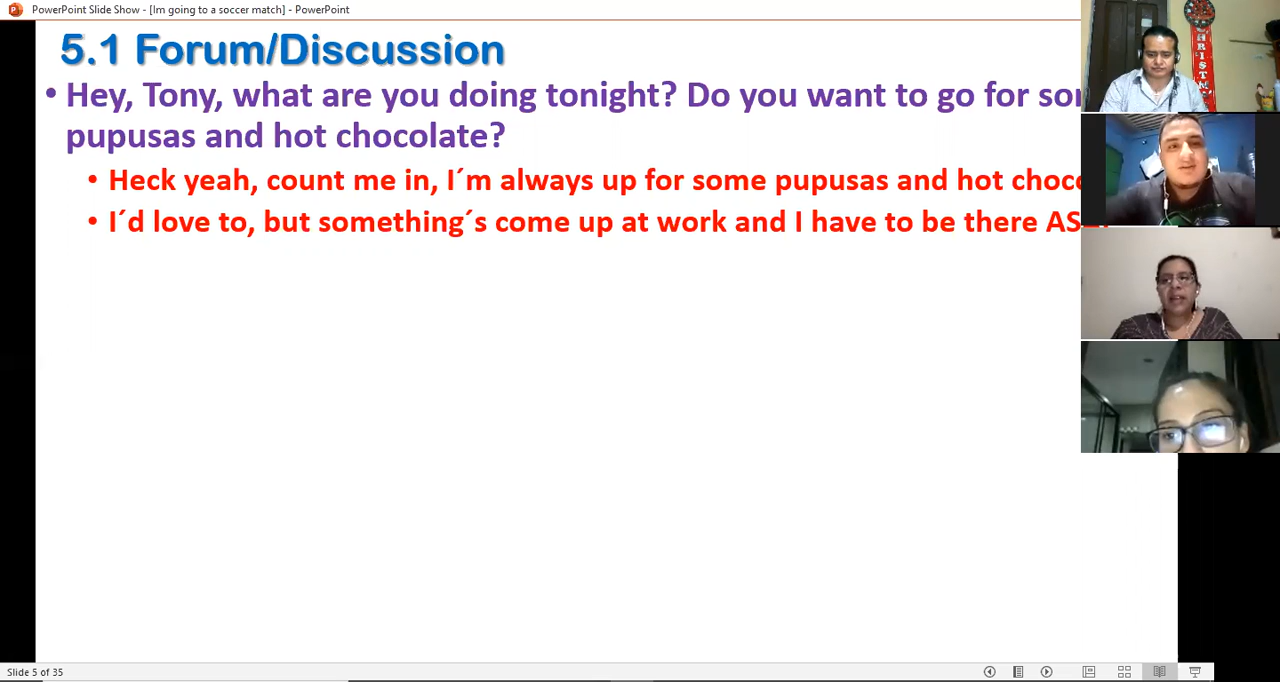 PowerPoint Slide Show - [Im going to a soccer match] - PowerPoint
5.1 Forum/Discussion
• Hey, Tony, what are you doing tonight? Do you want to go for
pupusas and hot chocolate?
• Heck yeah, count me in, I´m always up for some pupusas and hot
• I´d love to, but something´s come up at work and I have to be there
Slide 5 of 35